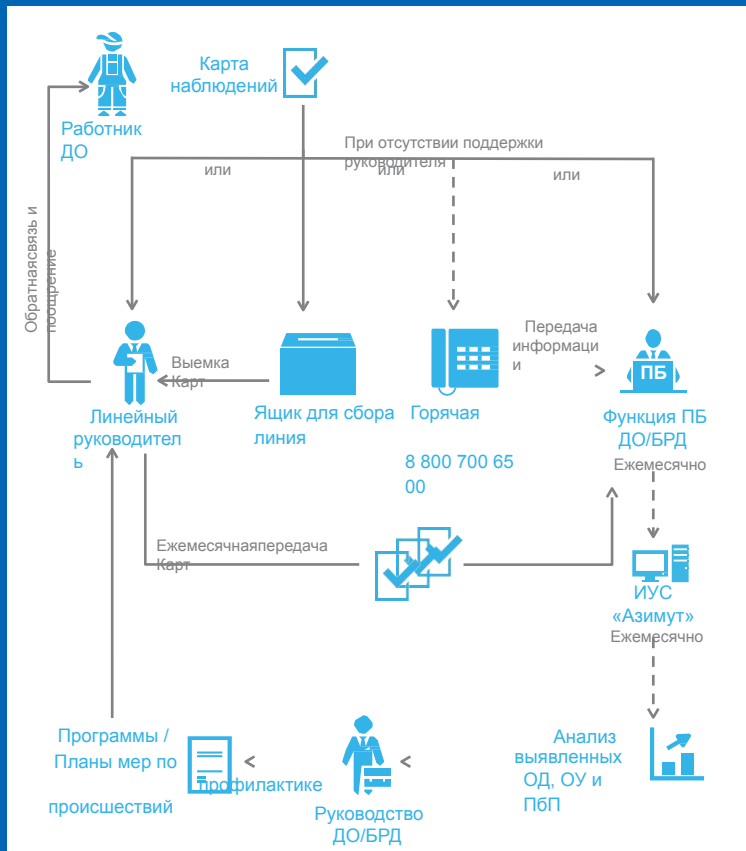 Карта
наблюдений
Работник
ДО
При отсутствии поддержки
руководителя
или
или
или
Обратнаясвязь и
поощрение
Выемка
Карт
Передача
информаци
и
ПБ
Линейный
руководител
ь
Ящик для сбора
линия
Горячая
8 800 700 65
00
Функция ПБ
ДО/БРД
Ежемесячно
Ежемесячнаяпередача
Карт
ИУС
«Азимут»
Ежемесячно
Программы /
Планы мер по
профилактике
происшествий
Руководство
ДО/БРД
Анализ
выявленных
ОД, ОУ и
ПбП